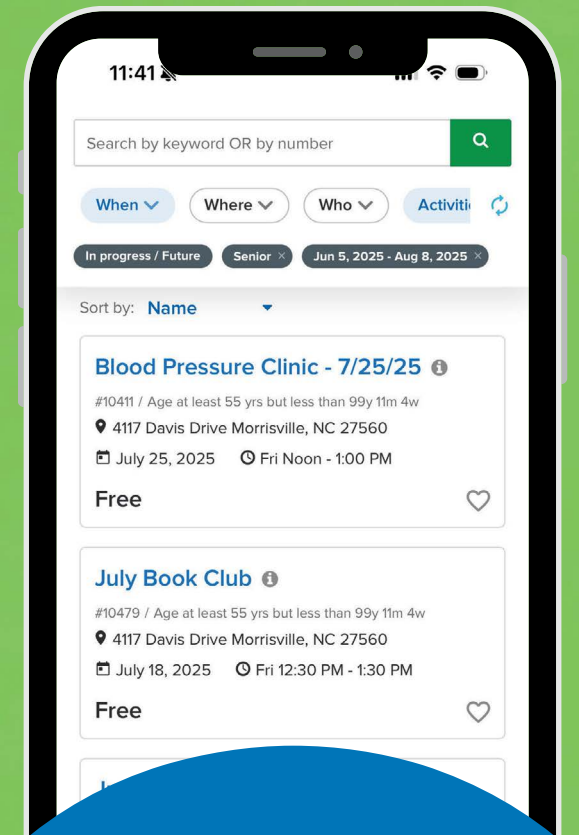 11:41
Search by keyword OR by number
When Where Who Activiti
In progress / Future Senior × Jun 5, 2025 - Aug 8, 2025 ×
Sort by: Name
Blood Pressure Clinic - 7/25/25
#10411 / Age at least 55 yrs but less than 99y 11m 4w
4117 Davis Drive Morrisville, NC 27560
July 25, 2025 Fri Noon - 1:00 PM
Free
July Book Club
#10479 / Age at least 55 yrs but less than 99y 11m 4w
4117 Davis Drive Morrisville, NC 27560
July 18, 2025 Fri 12:30 PM - 1:30 PM
Free